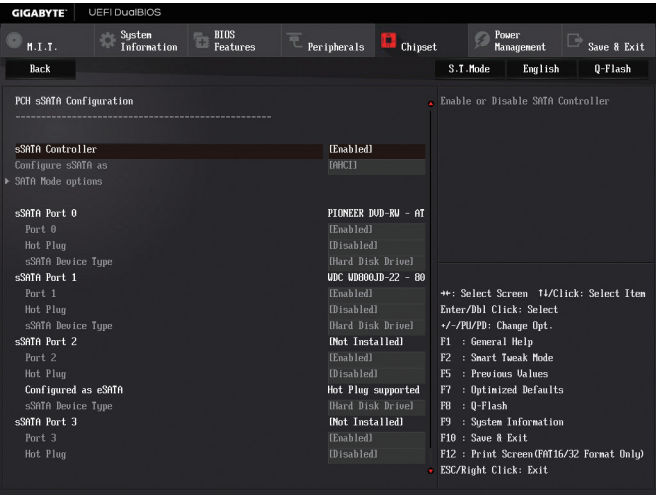 GIGABYTE™ UEFI DualBIOS
M.I.T.
System Information
BIOS Features
Peripherals
Chipset
Power Management
Save & Exit
Back
S.T.Mode English Q-Flash
PCH sSATA Configuration
--------------------------------------------------
sSATA Controller [Enabled]
Configure sSATA as [AHCI]
▶ SATA Mode options
sSATA Port 0 PIONEER DVD-RW - AT
Port 0 [Enabled]
Hot Plug [Disabled]
sSATA Device Type [Hard Disk Drive]
sSATA Port 1 WDC WD800JD-22 - 80
Port 1 [Enabled]
Hot Plug [Disabled]
sSATA Device Type [Hard Disk Drive]
sSATA Port 2 [Not Installed]
Port 2 [Enabled]
Hot Plug [Disabled]
Configured as eSATA Hot Plug supported
sSATA Device Type [Hard Disk Drive]
sSATA Port 3 [Not Installed]
Port 3 [Enabled]
Hot Plug [Disabled]
Enable or Disable SATA Controller
→←: Select Screen ↑↓/Click: Select Item
Enter/Dbl Click: Select
+/-/PU/PD: Change Opt.
F1 : General Help
F2 : Smart Tweak Mode
F5 : Previous Values
F7 : Optimized Defaults
F8 : Q-Flash
F9 : System Information
F10 : Save & Exit
F12 : Print Screen(FAT16/32 Format Only)
ESC/Right Click: Exit